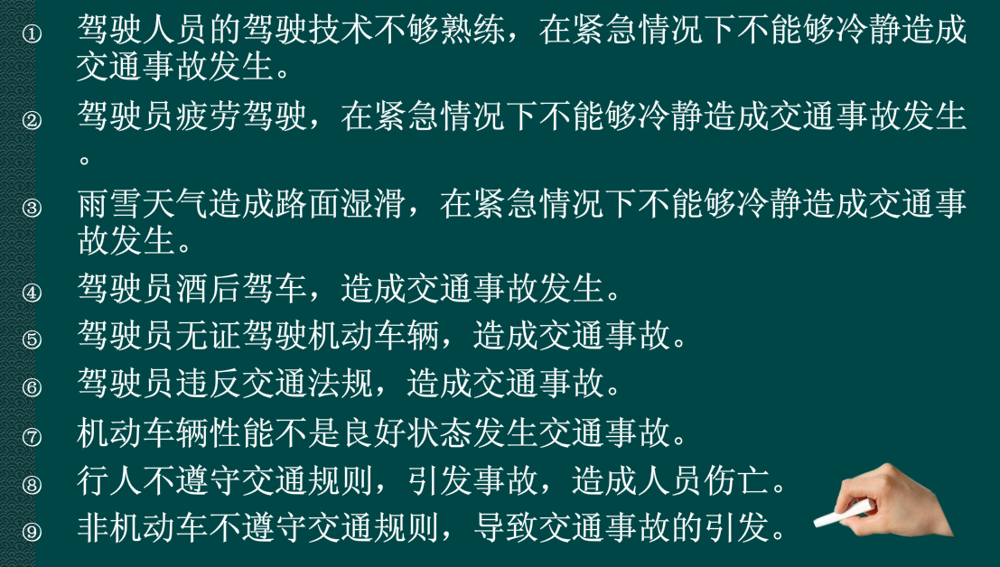 ① 驾驶人员的驾驶技术不够熟练，在紧急情况下不能够冷静造成
交通事故发生。
② 驾驶员疲劳驾驶，在紧急情况下不能够冷静造成交通事故发生
。
③ 雨雪天气造成路面湿滑，在紧急情况下不能够冷静造成交通事
故发生。
④ 驾驶员酒后驾车，造成交通事故发生。
⑤ 驾驶员无证驾驶机动车辆，造成交通事故。
⑥ 驾驶员违反交通法规，造成交通事故。
⑦ 机动车辆性能不是良好状态发生交通事故。
⑧ 行人不遵守交通规则，引发事故，造成人员伤亡。
⑨ 非机动车不遵守交通规则，导致交通事故的引发。